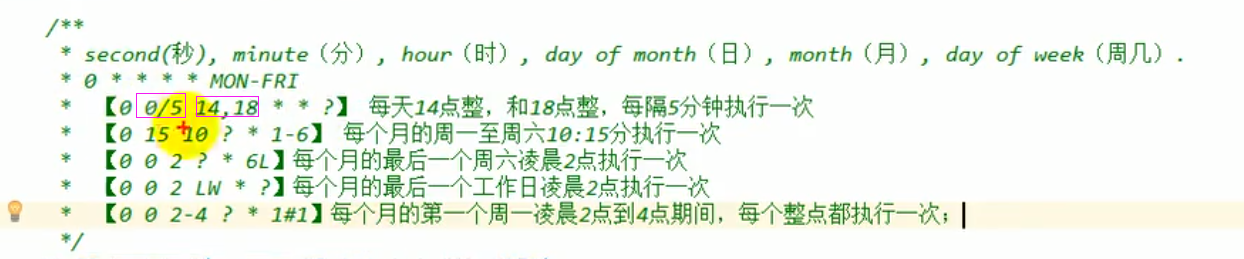 /**
* second(秒), minute（分）, hour（时）, day of month（日）, month（月）, day of week（周几）.
* 0 * * * * MON-FRI
* 【0 0/5 14,18 * * ?】 每天14点整，和18点整，每隔5分钟执行一次
* 【0 15 10 ? * 1-6】 每个月的周一至周六10:15分执行一次
* 【0 0 2 ? * 6L】每个月的最后一个周六凌晨2点执行一次
* 【0 0 2 LW * ?】每个月的最后一个工作日凌晨2点执行一次
* 【0 0 2-4 ? * 1#1】每个月的第一个周一凌晨2点到4点期间，每个整点都执行一次；
*/